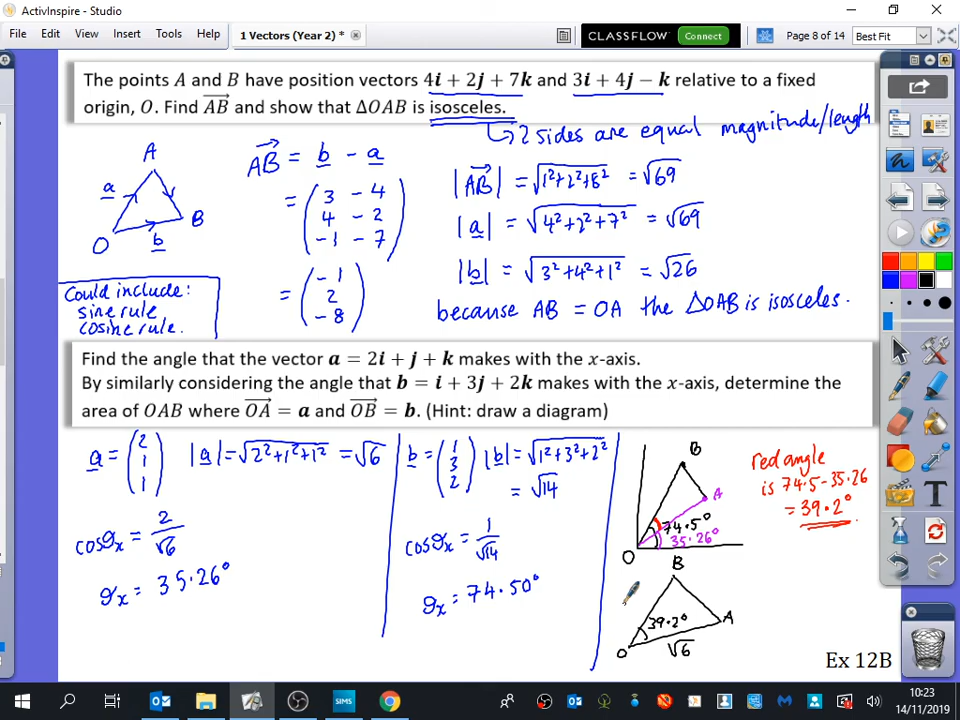 ActivInspire - Studio
File Edit View Insert Tools Help
1 Vectors (Year 2) *
CLASSFLOW Connect
Page 8 of 14
Best Fit
The points A and B have position vectors 4i + 2j + 7k and 3i + 4j − k relative to a fixed
origin, O. Find AB and show that ΔOAB is isosceles.
↳ 2 sides are equal magnitude/length
A
a
B
O
b
AB = b - a
= ( 3 - 4
4 - 2
-1 - 7 )
= ( -1
2
-8 )
|AB| = √1²+2²+8² = √69
|a| = √4²+2²+7² = √69
|b| = √3²+4²+1² = √26
because AB = OA the ΔOAB is isosceles.
Could include:
sine rule
cosine rule.
Find the angle that the vector a = 2i + j + k makes with the x-axis.
By similarly considering the angle that b = i + 3j + 2k makes with the x-axis, determine the
area of OAB where OA = a and OB = b. (Hint: draw a diagram)
a = ( 2
1
1 )
|a| = √2²+1²+1² = √6
cosθx = 2/√6
θx = 35.26°
b = ( 1
3
2 )
|b| = √1²+3²+2²
= √14
cosθx = 1/√14
θx = 74.50°
B
A
74.5°
35.26°
O
red angle
is 74.5-35.26
= 39.2°
B
39.2°
A
O
√6
Ex 12B
T
SIMS
10:23
14/11/2019